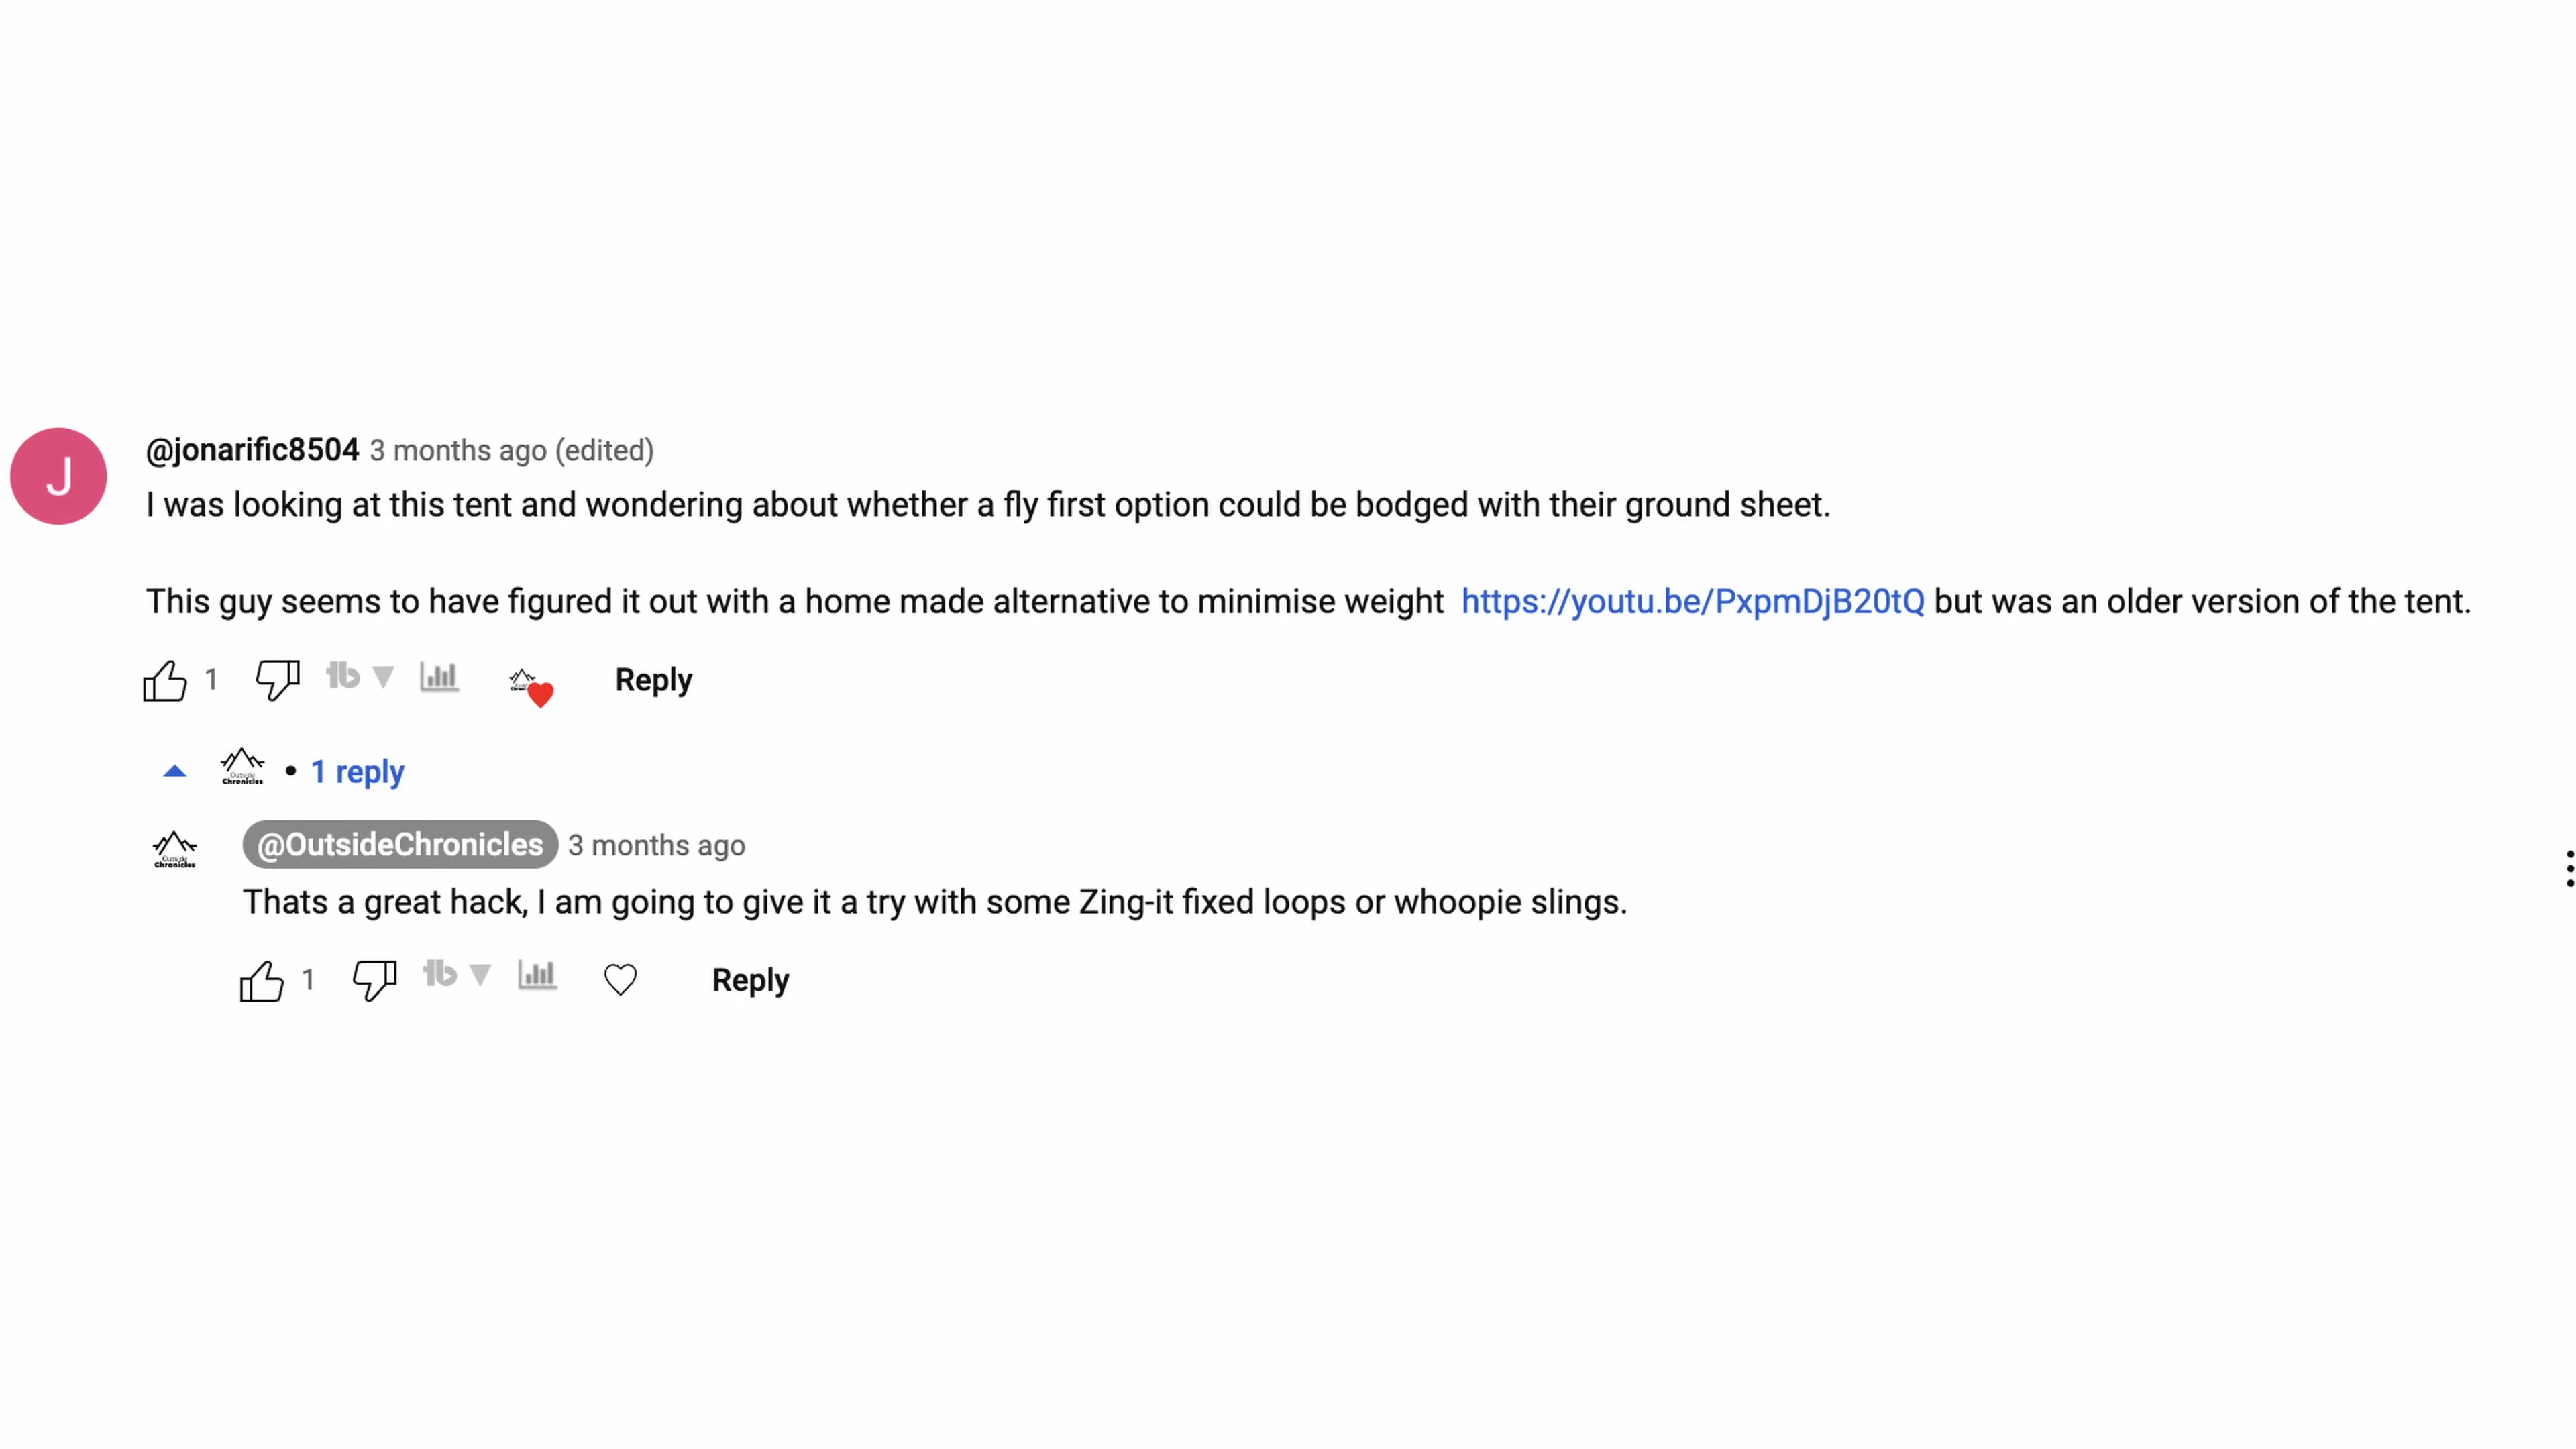 J
@jonarific8504 3 months ago (edited)
I was looking at this tent and wondering about whether a fly first option could be bodged with their ground sheet.
This guy seems to have figured it out with a home made alternative to minimise weight https://youtu.be/PxpmDjB20tQ but was an older version of the tent.
1 Reply
Outside
Chronicles
• 1 reply
Outside
Chronicles
@OutsideChronicles 3 months ago
Thats a great hack, I am going to give it a try with some Zing-it fixed loops or whoopie slings.
1 Reply